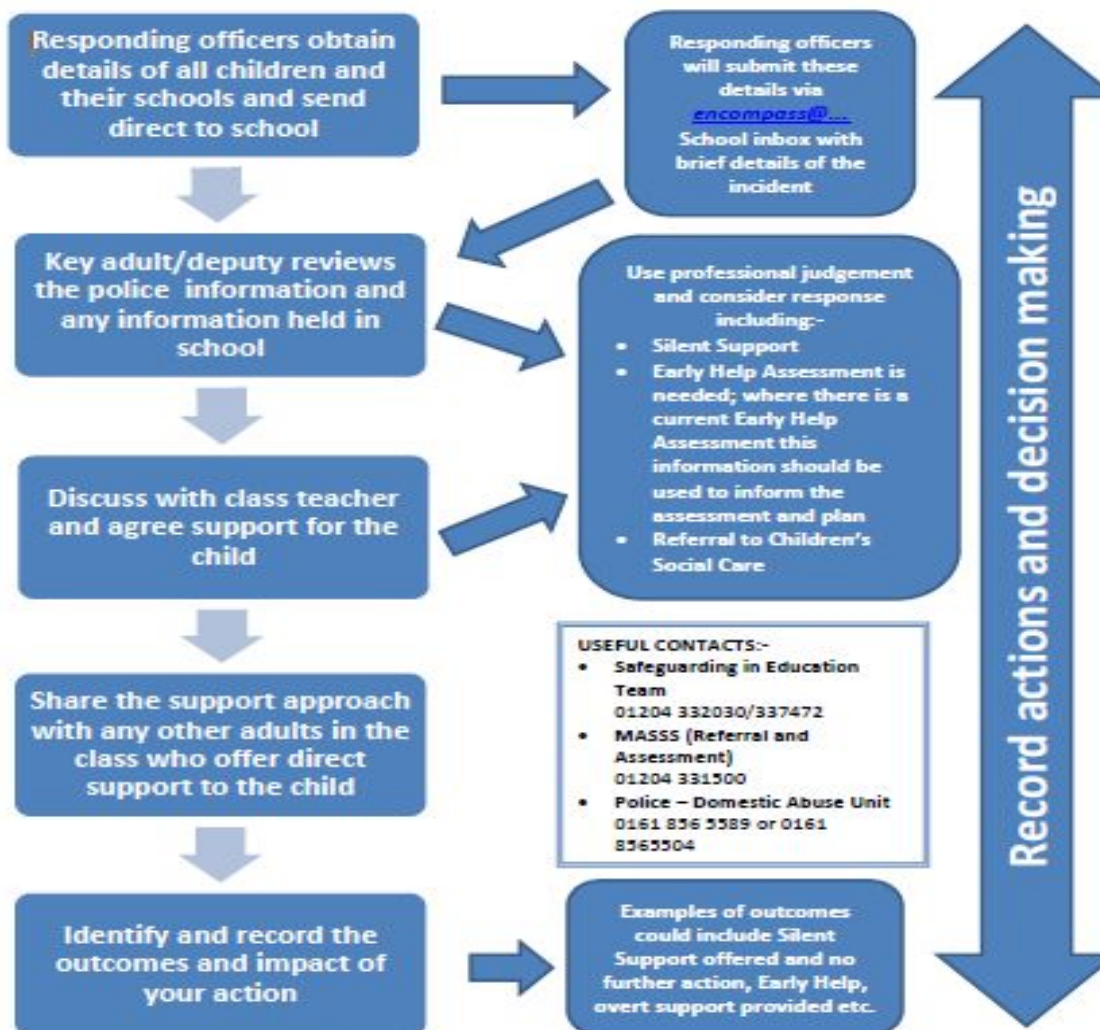 Responding officers obtain
details of all children and
their schools and send
direct to school
Responding officers
will submit these
details via
encompass@...
School inbox with
brief details of the
incident
Key adult/deputy reviews
the police information and
any information held in
school
Use professional judgement
and consider response
including:-
• Silent Support
• Early Help Assessment is
needed; where there is a
current Early Help
Assessment this
information should be
used to inform the
assessment and plan
• Referral to Children's
Social Care
Discuss with class teacher
and agree support for the
child
Share the support approach
with any other adults in the
class who offer direct
support to the child
USEFUL CONTACTS:-
• Safeguarding in Education
Team
01204 332030/337472
• MASSS (Referral and
Assessment)
01204 331500
• Police – Domestic Abuse Unit
0161 856 5589 or 0161
8565504
Identify and record the
outcomes and impact of
your action
Examples of outcomes
could include Silent
Support offered and no
further action, Early Help,
overt support provided etc.
Record actions and decision making